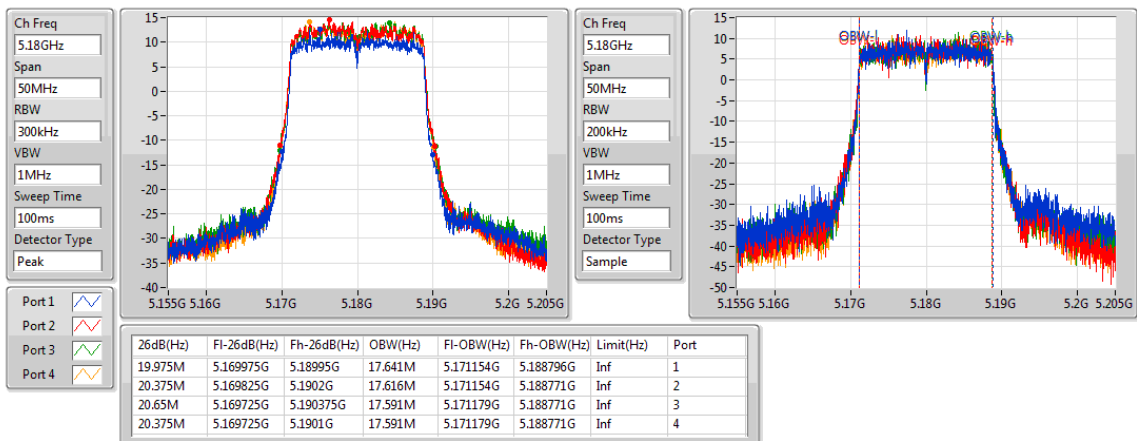 Ch Freq
5.18GHz
Span
50MHz
RBW
300kHz
VBW
1MHz
Sweep Time
100ms
Detector Type
Peak
15
10
5
0
-5
-10
-15
-20
-25
-30
-35
-40
5.155G 5.16G 5.17G 5.18G 5.19G 5.2G 5.205G
Ch Freq
5.18GHz
Span
50MHz
RBW
200kHz
VBW
1MHz
Sweep Time
100ms
Detector Type
Sample
15
10
5
0
-5
-10
-15
-20
-25
-30
-35
-40
-45
-50
OBW-l OBW-h
5.155G 5.16G 5.17G 5.18G 5.19G 5.2G 5.205G
Port 1
Port 2
Port 3
Port 4
26dB(Hz) Fl-26dB(Hz) Fh-26dB(Hz) OBW(Hz) Fl-OBW(Hz) Fh-OBW(Hz) Limit(Hz) Port
19.975M 5.169975G 5.18995G 17.641M 5.171154G 5.188796G Inf 1
20.375M 5.169825G 5.1902G 17.616M 5.171154G 5.188771G Inf 2
20.65M 5.169725G 5.190375G 17.591M 5.171179G 5.188771G Inf 3
20.375M 5.169725G 5.1901G 17.591M 5.171179G 5.188771G Inf 4